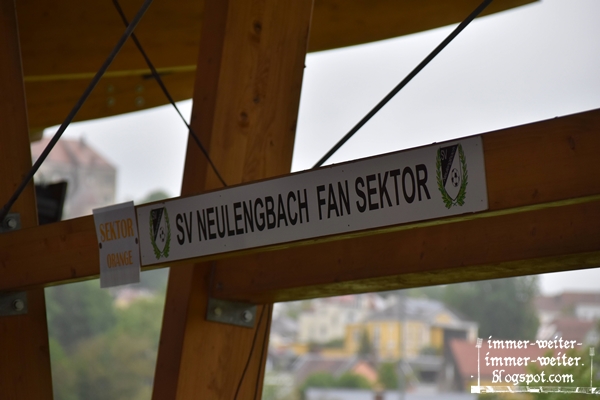 SV NEULENGBACH FAN SEKTOR
SEKTOR
ORANGE
immer-weiter-
immer-weiter.
blogspot.com